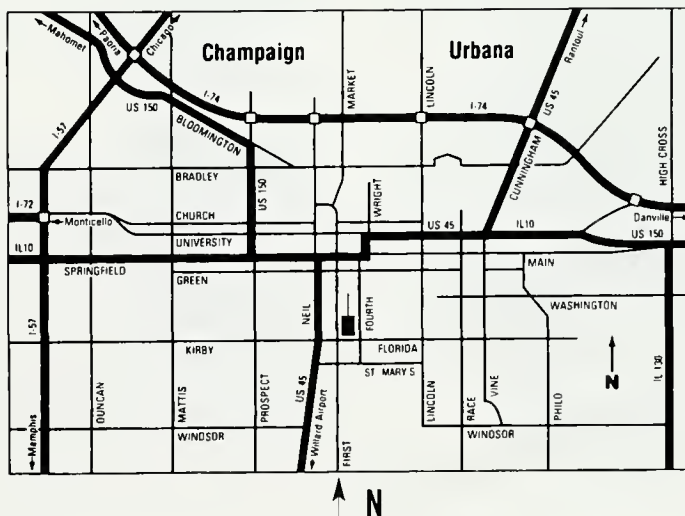 Mahomet
Paoria
Chicago
Champaign
Urbana
Rantoul
MARKET
LINCOLN
US 45
I-74
I-74
US 150
BLOOMINGTON
I-57
CUNNINGHAM
HIGH CROSS
BRADLEY
WRIGHT
US 150
I-72
Monticello
CHURCH
UNIVERSITY
US 45
IL10
Danville
US 150
IL10
SPRINGFIELD
GREEN
MAIN
WASHINGTON
I-57
NEIL
FOURTH
KIRBY
FLORIDA
ST MARYS
N
IL 130
DUNCAN
MATTIS
PROSPECT
US 45
Willard Airport
FIRST
LINCOLN
RACE
VINE
PHILO
Memphis
WINDSOR
WINDSOR
N